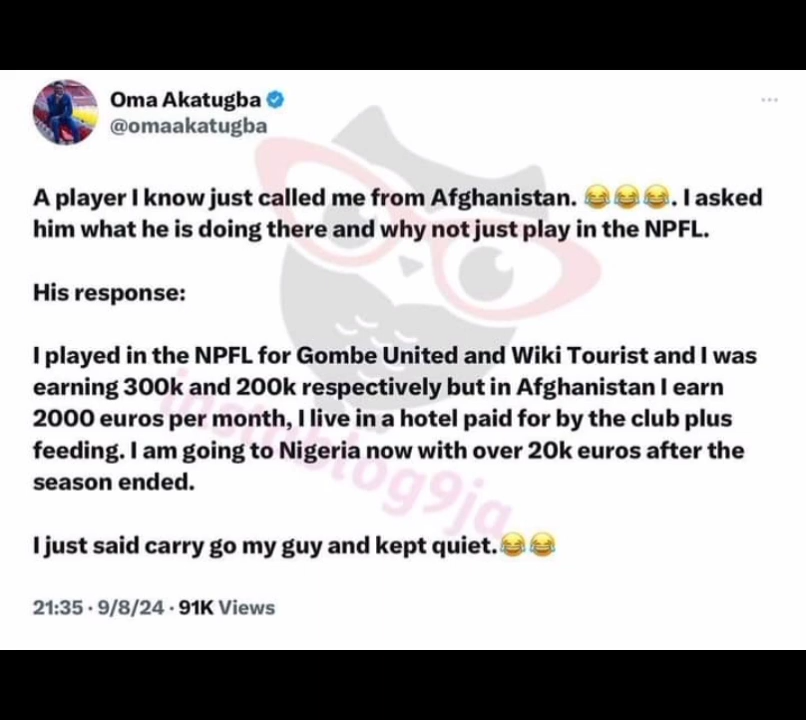 Oma Akatugba
@omaakatugba
A player I know just called me from Afghanistan. 😂😂😂. I asked
him what he is doing there and why not just play in the NPFL.
His response:
I played in the NPFL for Gombe United and Wiki Tourist and I was
earning 300k and 200k respectively but in Afghanistan I earn
2000 euros per month, I live in a hotel paid for by the club plus
feeding. I am going to Nigeria now with over 20k euros after the
season ended.
I just said carry go my guy and kept quiet.😂😂
21:35 · 9/8/24 · 91K Views
instablog9ja